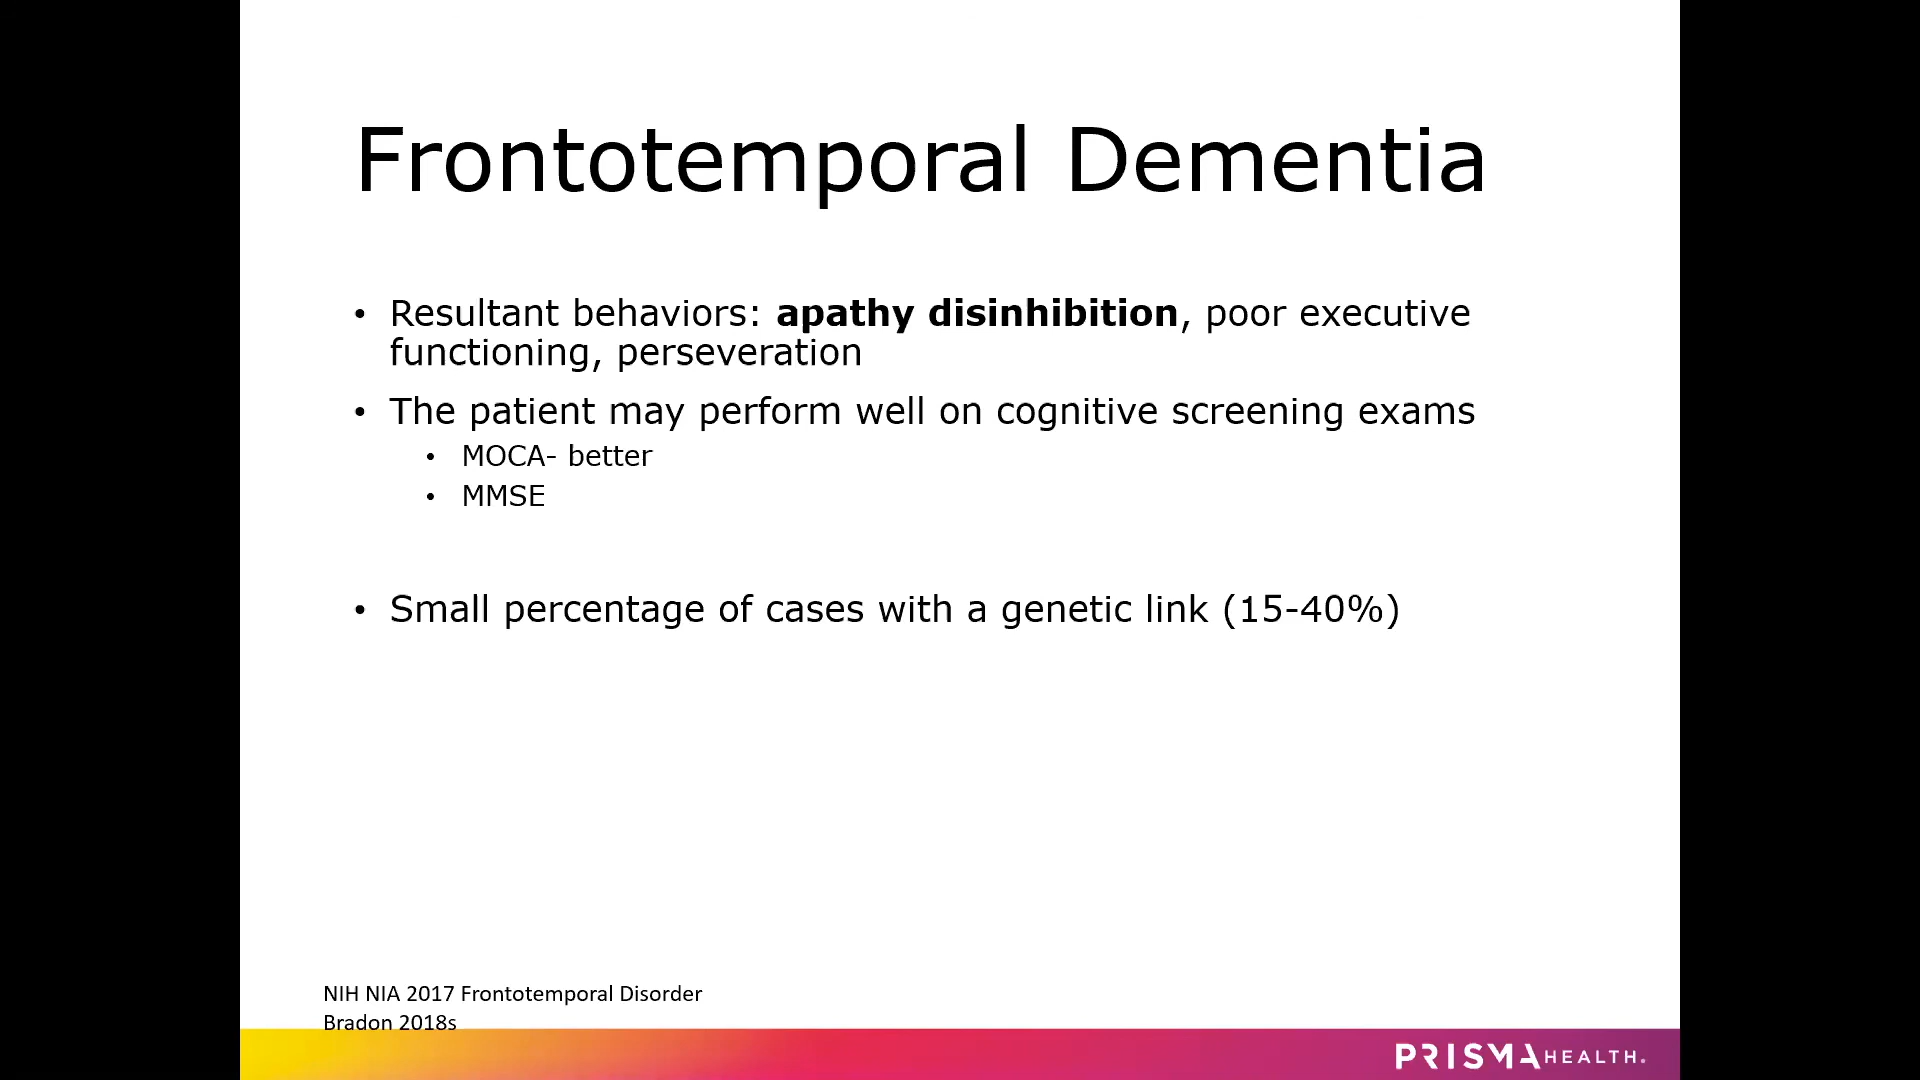 Frontotemporal Dementia
• Resultant behaviors: apathy disinhibition, poor executive
functioning, perseveration
• The patient may perform well on cognitive screening exams
• MOCA- better
• MMSE
• Small percentage of cases with a genetic link (15-40%)
NIH NIA 2017 Frontotemporal Disorder
Bradon 2018s
PRISMA HEALTH.